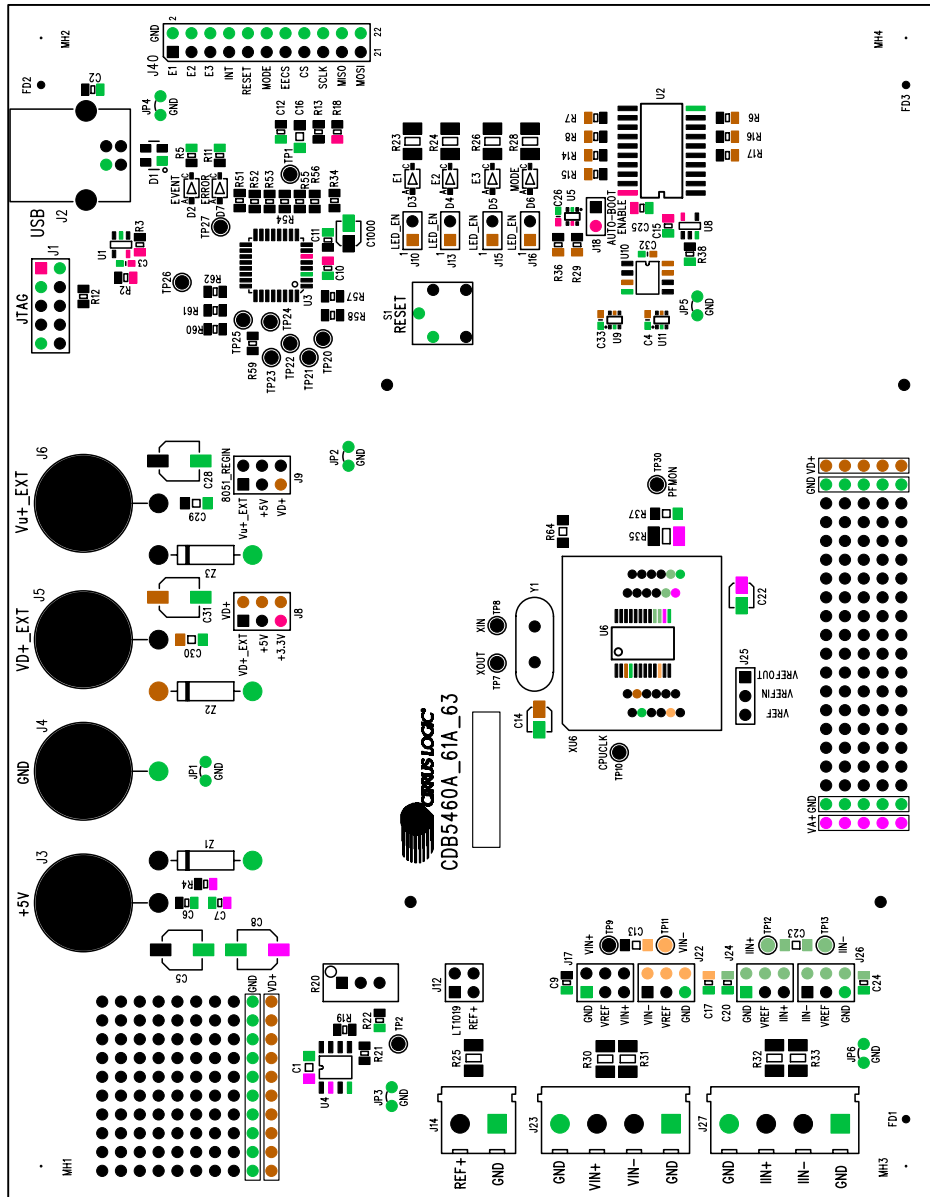 MH2
GND 2
22
21
J40
E1
E2
E3
INT
RESET
MODE
EECS
CS
SCLK
MISO
MOSI
MH4
FD2
C2
JP4
GND
FD3
U2
R7
R8
R14
R15
R6
R16
R17
C12
C16
R13
R18
TP1
R23
R24
R26
R28
E1
E2
E3
MODE
A
C
D3
D4
D5
D6
USB
J2
D1
R5
R11
EVENT
ERROR
D2
D7
TP27
R51
R52
R53
R54
R55
R56
R34
C1000
C11
C10
U3
J1
JTAG
U1
R3
C3
R2
R12
TP26
R62
R61
R60
R57
R58
TP25
TP24
R59
TP23
TP22
TP21
TP20
LED_EN
LED_EN
LED_EN
LED_EN
1
J10
J13
J15
J16
C26
U5
J18
AUTO-BOOT
ENABLE
C25
C15
U8
R38
R36
R29
U10
C32
S1
RESET
JP5
GND
C33
U9
C4
U11
J6
Vu+_EXT
C28
C29
Z3
8051_REGIN
J9
Vu+_EXT
+5V
VD+
JP2
GND
J5
VD+_EXT
C31
C30
Z2
VD+
J8
VD+_EXT
+5V
+3.3V
J4
GND
JP1
GND
J3
+5V
Z1
R4
C6
C7
C8
C5
CIRRUS LOGIC
CDB5460A_61A_63
TP30
PFMON
R37
R35
R64
XIN
TP8
XOUT
TP7
Y1
C14
U6
XU6
C22
J25
VREFOUT
VREFIN
VREF
CPUCLK
TP10
GND
VD+
VA+
GND
GND
VD+
MH1
R20
R19
R22
R21
TP2
C1
U4
JP3
GND
J12
LT1019
REF+
R25
J14
REF+
GND
C9
J17
VIN+
TP9
C13
TP11
VIN-
J22
GND
VREF
VIN+
VIN-
VREF
GND
R30
R31
J23
GND
VIN+
VIN-
GND
C17
C20
J24
IIN+
TP12
C23
TP13
IIN-
J26
C24
GND
VREF
IIN+
IIN-
VREF
GND
R32
R33
J27
GND
IIN+
IIN-
GND
JP6
GND
FD1
MH3